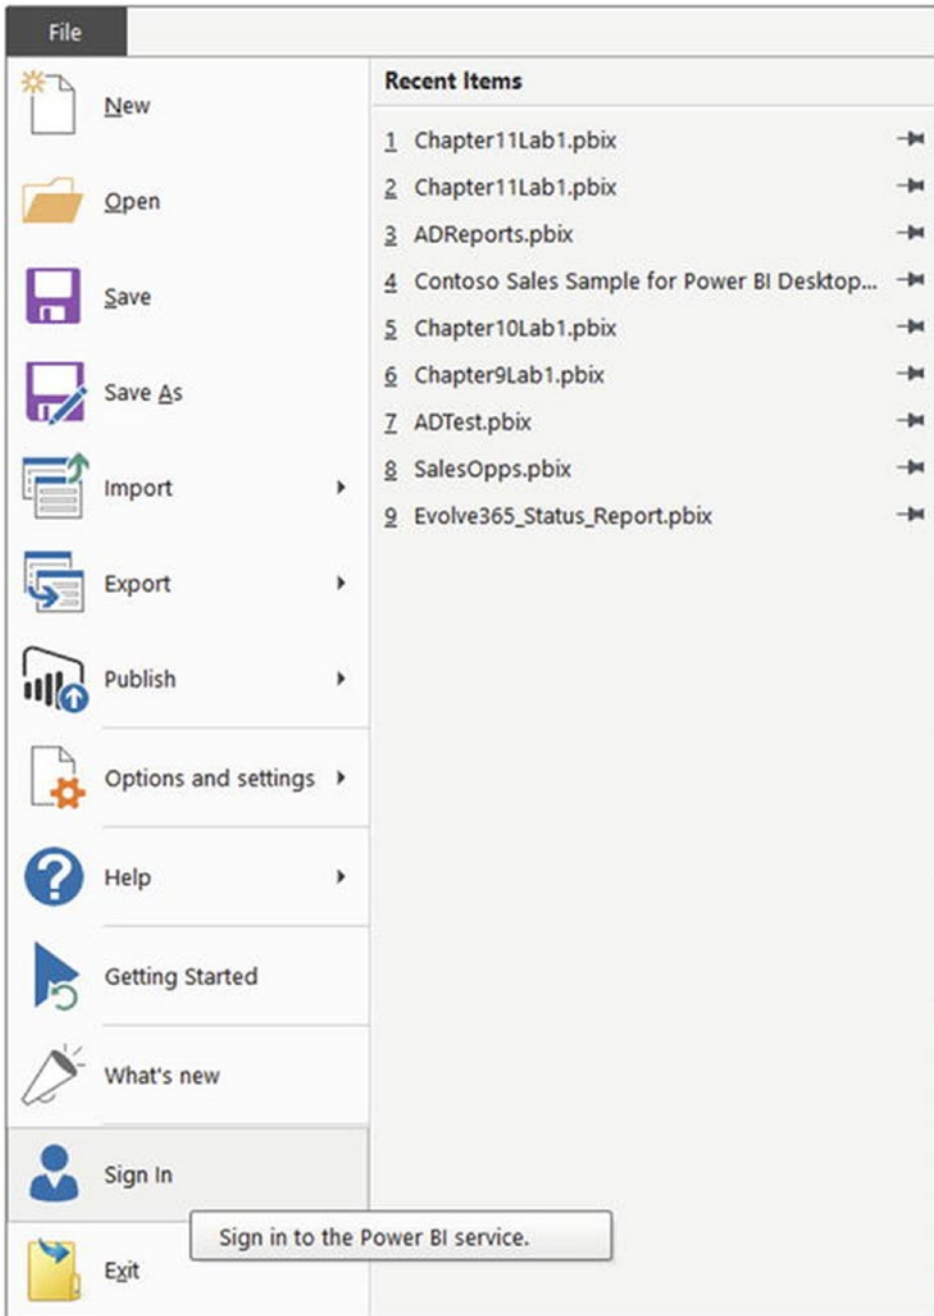 File
New
Open
Save
Save As
Import
Export
Publish
Options and settings
Help
Getting Started
What's new
Sign In
Sign in to the Power BI service.
Exit
Recent Items
1 Chapter11Lab1.pbix
2 Chapter11Lab1.pbix
3 ADReports.pbix
4 Contoso Sales Sample for Power BI Desktop...
5 Chapter10Lab1.pbix
6 Chapter9Lab1.pbix
7 ADTest.pbix
8 SalesOpps.pbix
9 Evolve365_Status_Report.pbix